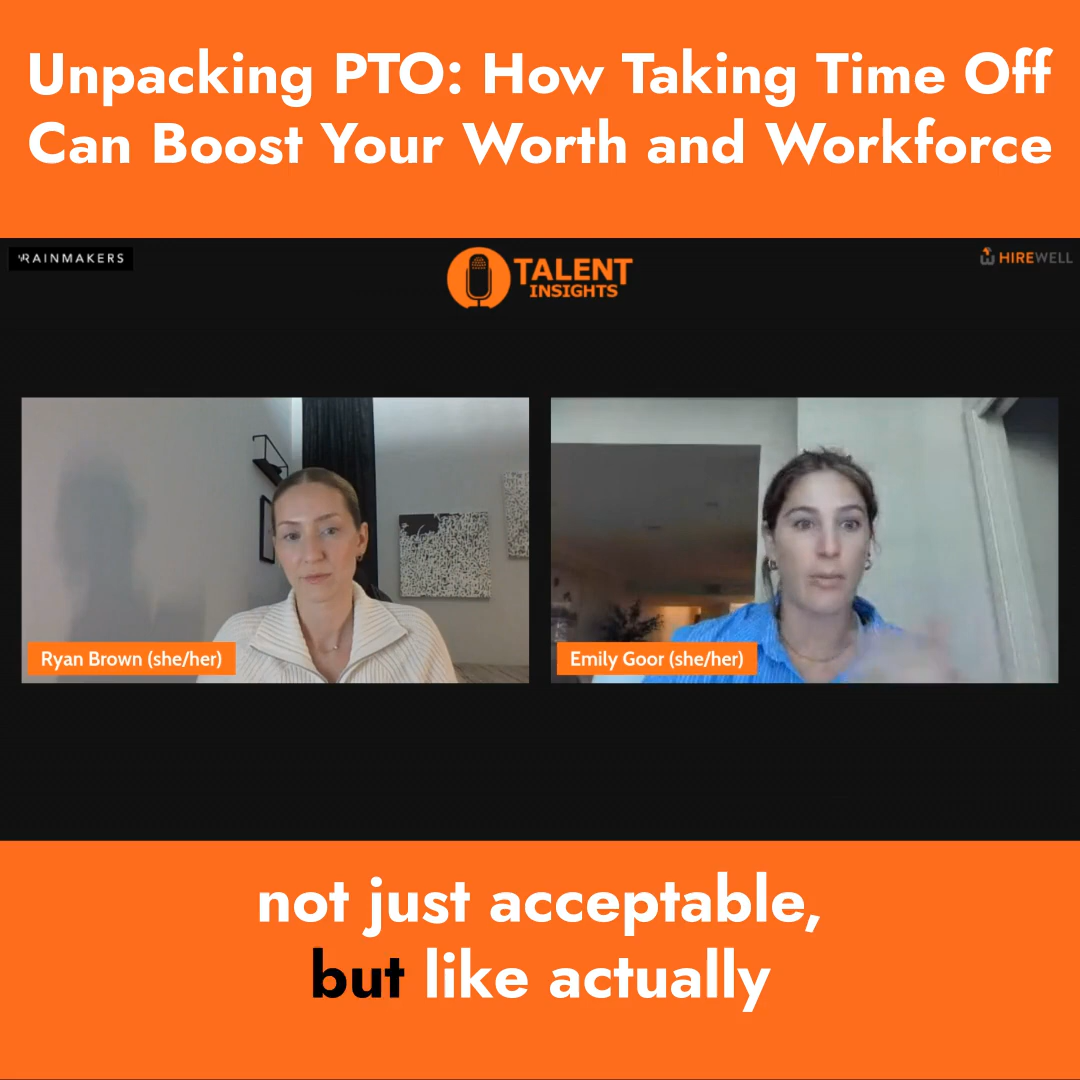 Unpacking PTO: How Taking Time Off
Can Boost Your Worth and Workforce
RAINMAKERS
TALENT
INSIGHTS
HIREWELL
Ryan Brown (she/her)
Emily Goor (she/her)
not just acceptable,
but like actually